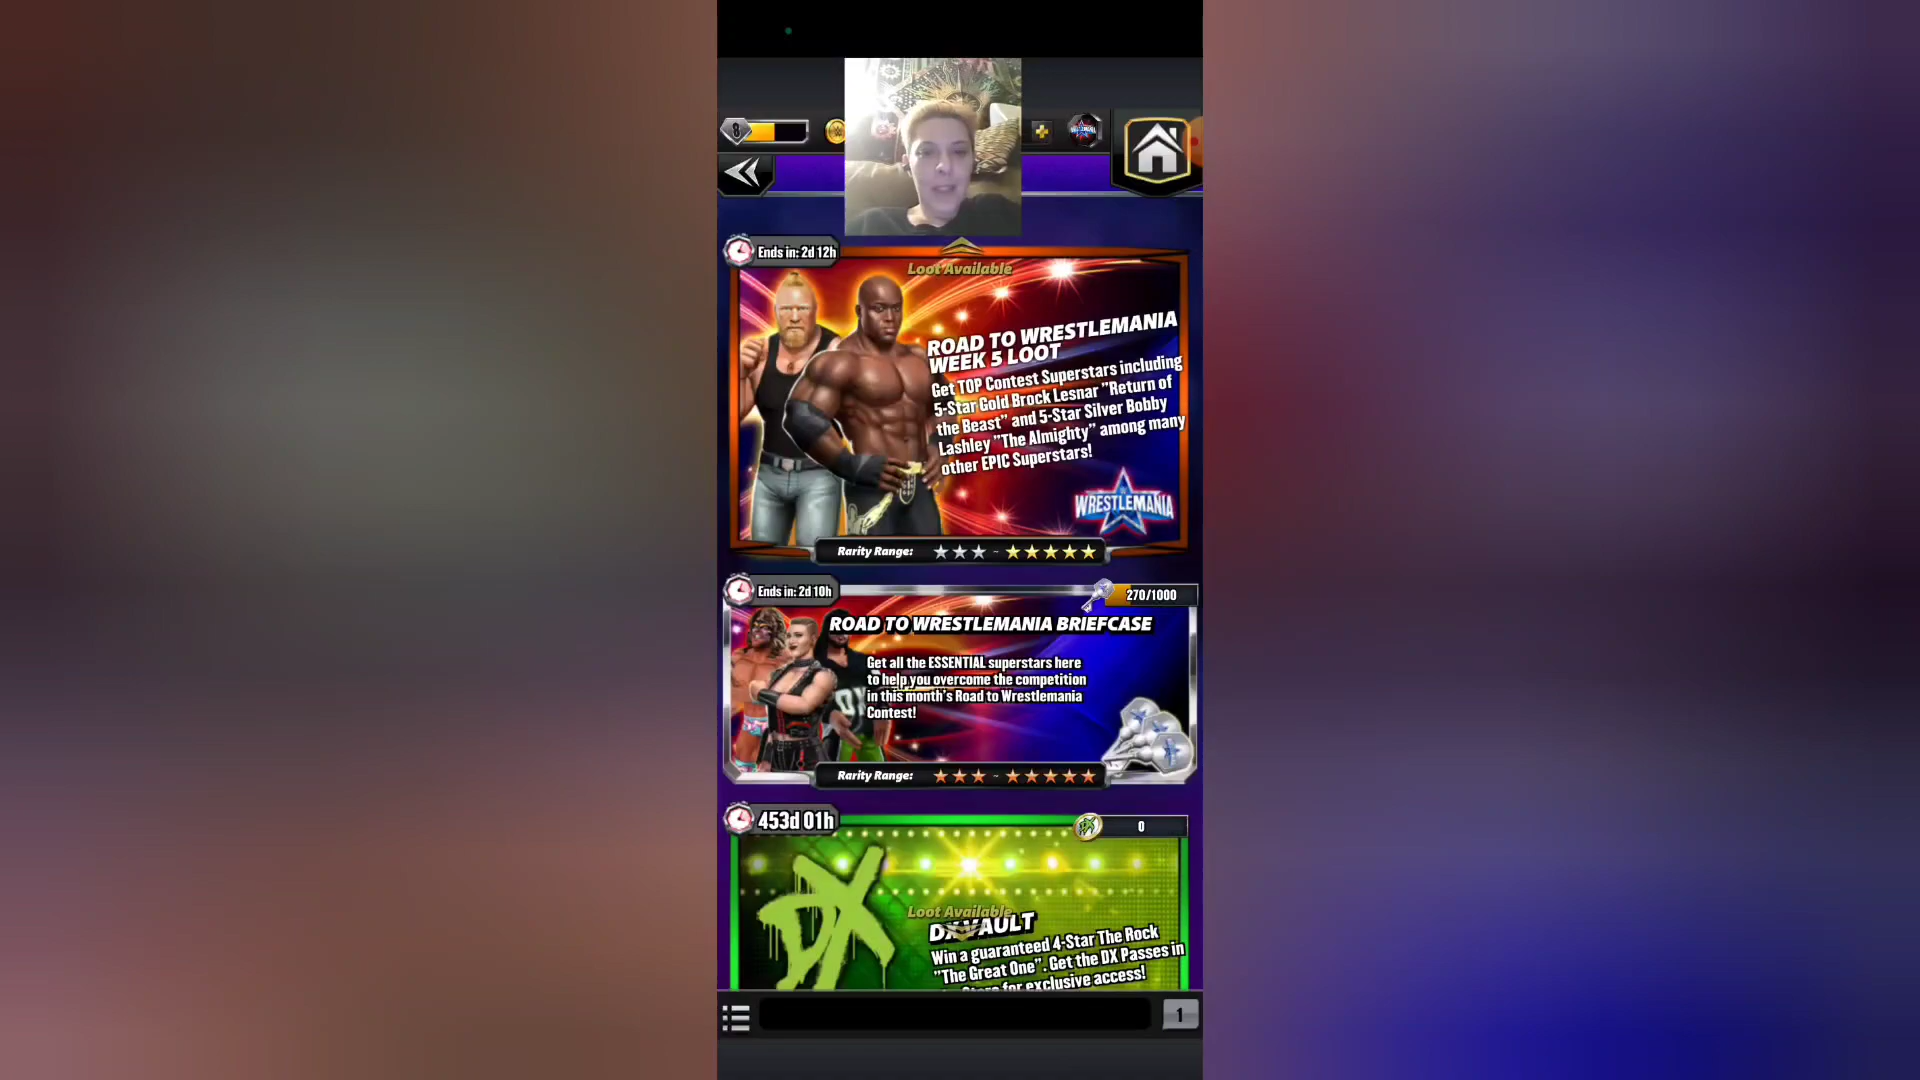 8
Ends in: 2d 12h
Loot Available
ROAD TO WRESTLEMANIA
WEEK 5 LOOT
Get TOP Contest Superstars including
5-Star Gold Brock Lesnar "Return of
the Beast" and 5-Star Silver Bobby
Lashley "The Almighty" among many
other EPIC Superstars!
WRESTLEMANIA
Rarity Range:
Ends in: 2d 10h
270/1000
ROAD TO WRESTLEMANIA BRIEFCASE
Get all the ESSENTIAL superstars here
to help you overcome the competition
in this month's Road to Wrestlemania
Contest!
Rarity Range:
453d 01h
0
DX
Loot Available
DX VAULT
Win a guaranteed 4-Star The Rock
"The Great One". Get the DX Passes in
for exclusive access!
1